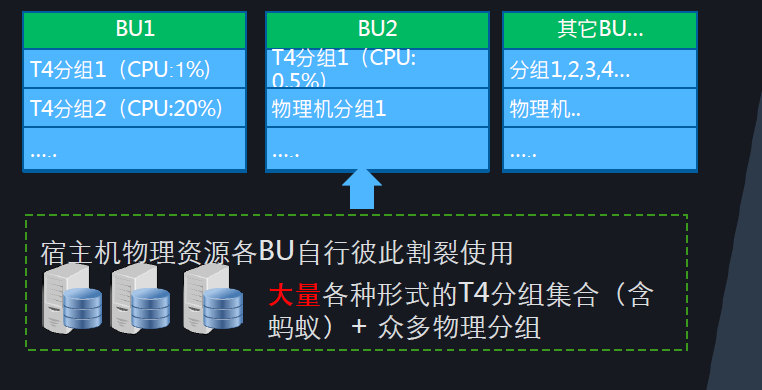 BU1
T4分组1（CPU:1%)
T4分组2（CPU:20%)
…..
BU2
T4分组1（CPU:
0.5%）
物理机分组1
…..
其它BU…
分组1,2,3,4…
物理机..
…..
宿主机物理资源各BU自行彼此割裂使用
大量各种形式的T4分组集合（含
蚂蚁）+ 众多物理分组